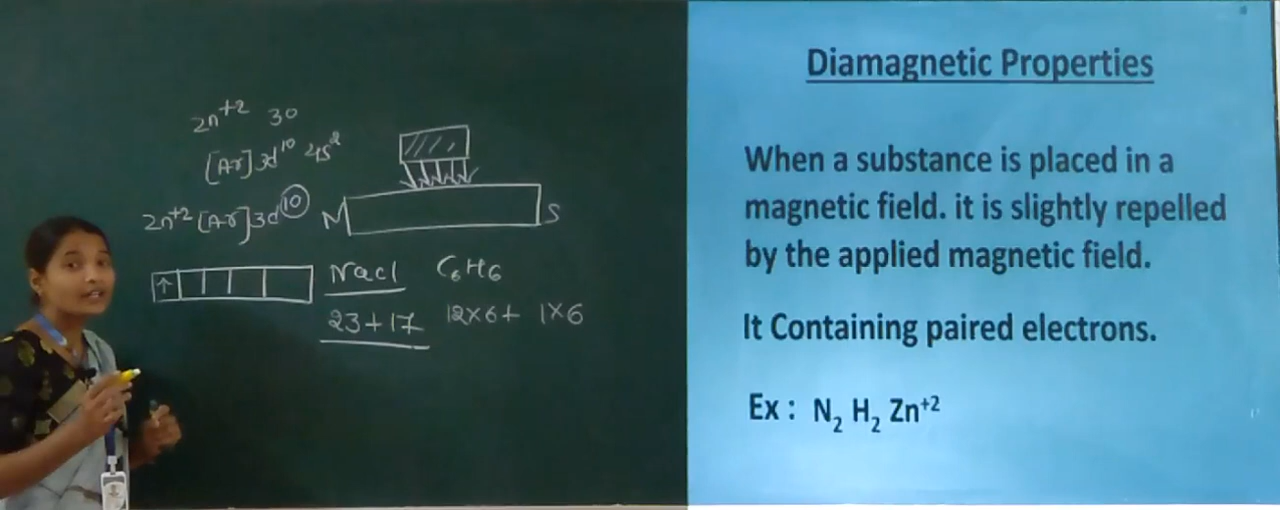 Zn+2 30
[Ar]3d10 4s2
Zn+2 [Ar]3d10
N S
NaCl C6H6
23+17 12×6+ 1×6
Diamagnetic Properties
When a substance is placed in a
magnetic field. it is slightly repelled
by the applied magnetic field.
It Containing paired electrons.
Ex : N2 H2 Zn+2